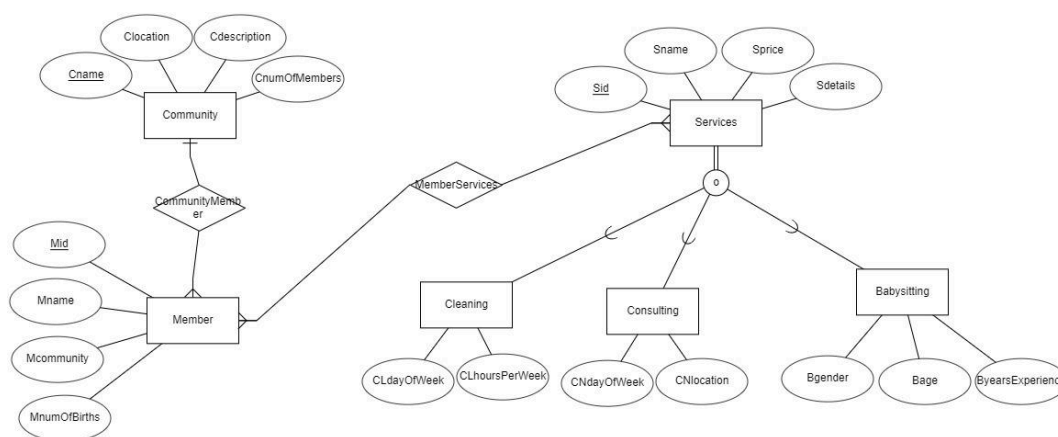 Clocation
Cdescription
Cname
CnumOfMembers
Community
Sname
Sprice
Sid
Sdetails
Services
MemberServices
o
CommunityMemb
er
Mid
Mname
Member
Mcommunity
MnumOfBirths
Cleaning
Consulting
Babysitting
CLdayOfWeek
CLhoursPerWeek
CNdayOfWeek
CNlocation
Bgender
Bage
ByearsExperienc